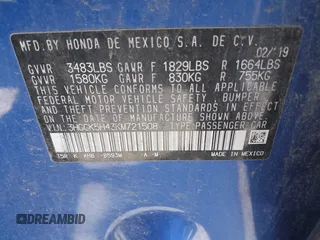 MFD. BY HONDA DE MEXICO S.A. DE C.V.
02/19
GVWR 3483LBS GAWR F 1829LBS R 1664LBS
GVWR 1580KG GAWR F 830KG R 755KG
THIS VEHICLE CONFORMS TO ALL APPLICABLE
FEDERAL MOTOR VEHICLE SAFETY, BUMPER, AND
THEFT PREVENTION STANDARDS IN EFFECT
ON THE DATE OF MANUFACTURE SHOWN ABOVE.
V.I.N.: 3HGGK5H43KM721508 TYPE: PASSENGER CAR
MADE IN MEXICO
DREAMBID